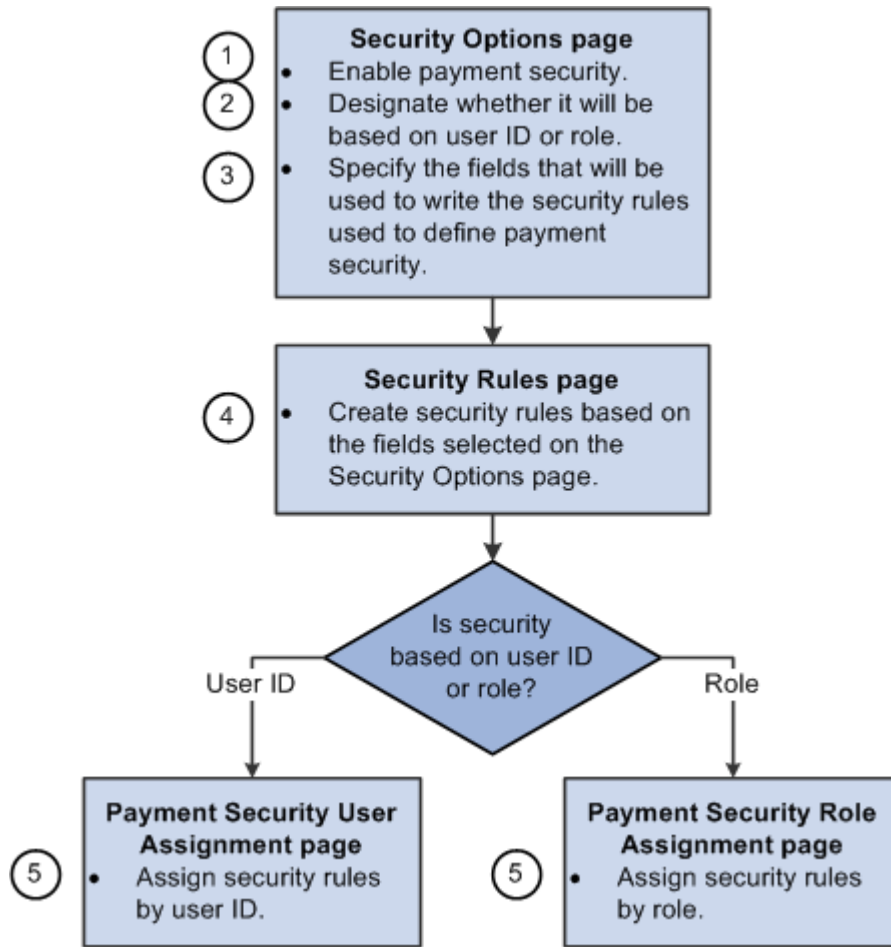 Security Options page
1
• Enable payment security.
2
• Designate whether it will be
based on user ID or role.
3
• Specify the fields that will be
used to write the security rules
used to define payment
security.
Security Rules page
4
• Create security rules based on
the fields selected on the
Security Options page.
Is security
based on user ID
or role?
User ID
Role
Payment Security User
Assignment page
5
• Assign security rules
by user ID.
Payment Security Role
Assignment page
5
• Assign security rules
by role.